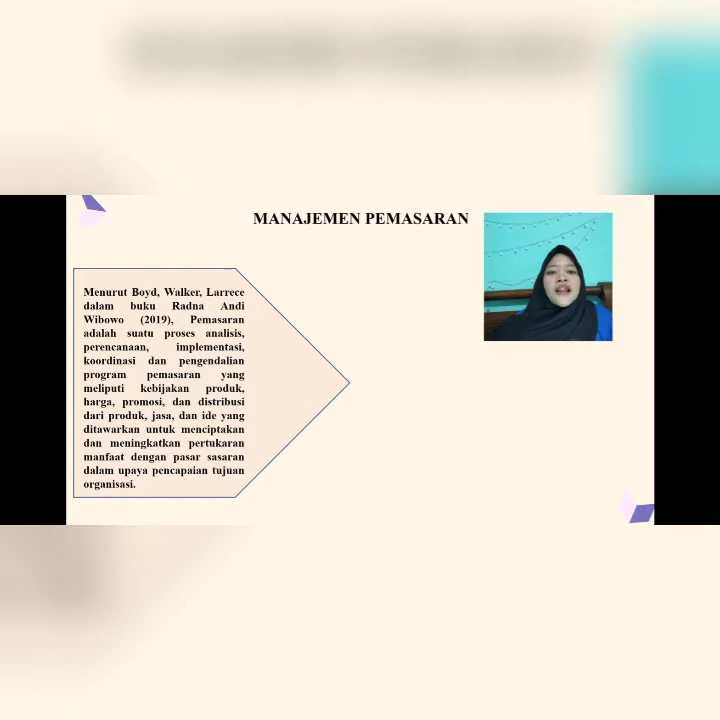 MANAJEMEN PEMASARAN
Menurut Boyd, Walker, Larrece
dalam buku Radna Andi
Wibowo (2019), Pemasaran
adalah suatu proses analisis,
perencanaan, implementasi,
koordinasi dan pengendalian
program pemasaran yang
meliputi kebijakan produk,
harga, promosi, dan distribusi
dari produk, jasa, dan ide yang
ditawarkan untuk menciptakan
dan meningkatkan pertukaran
manfaat dengan pasar sasaran
dalam upaya pencapaian tujuan
organisasi.